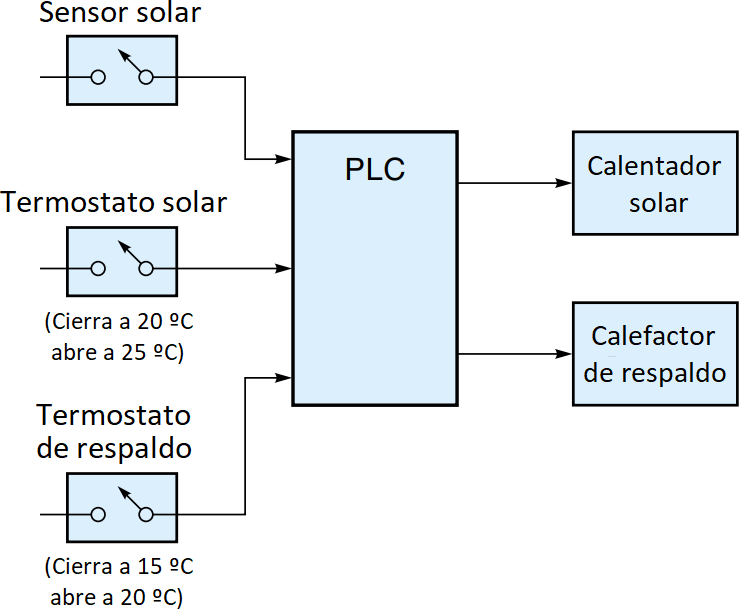 Sensor solar
Termostato solar
(Cierra a 20 ºC
abre a 25 ºC)
Termostato
de respaldo
(Cierra a 15 ºC
abre a 20 ºC)
PLC
Calentador
solar
Calefactor
de respaldo